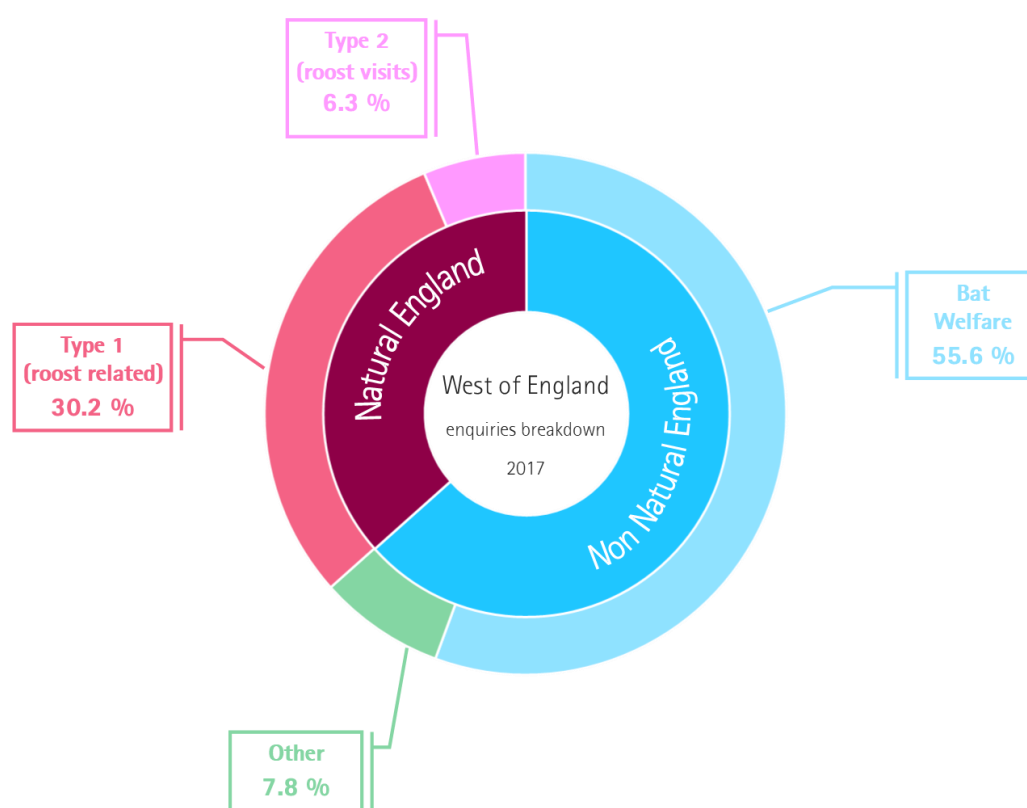 Type 2
(roost visits)
6.3 %
Natural England
Type 1
(roost related)
30.2 %
West of England
enquiries breakdown
2017
Non Natural England
Bat
Welfare
55.6 %
Other
7.8 %